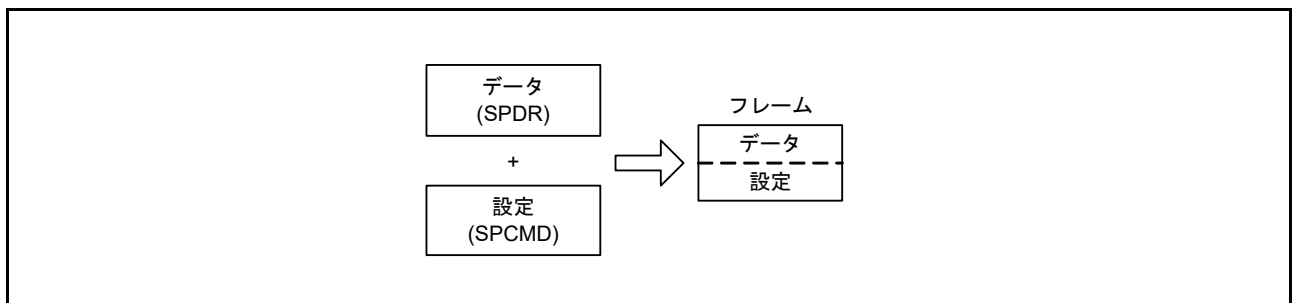 データ
(SPDR)
+
設定
(SPCMD)
フレーム
データ
設定